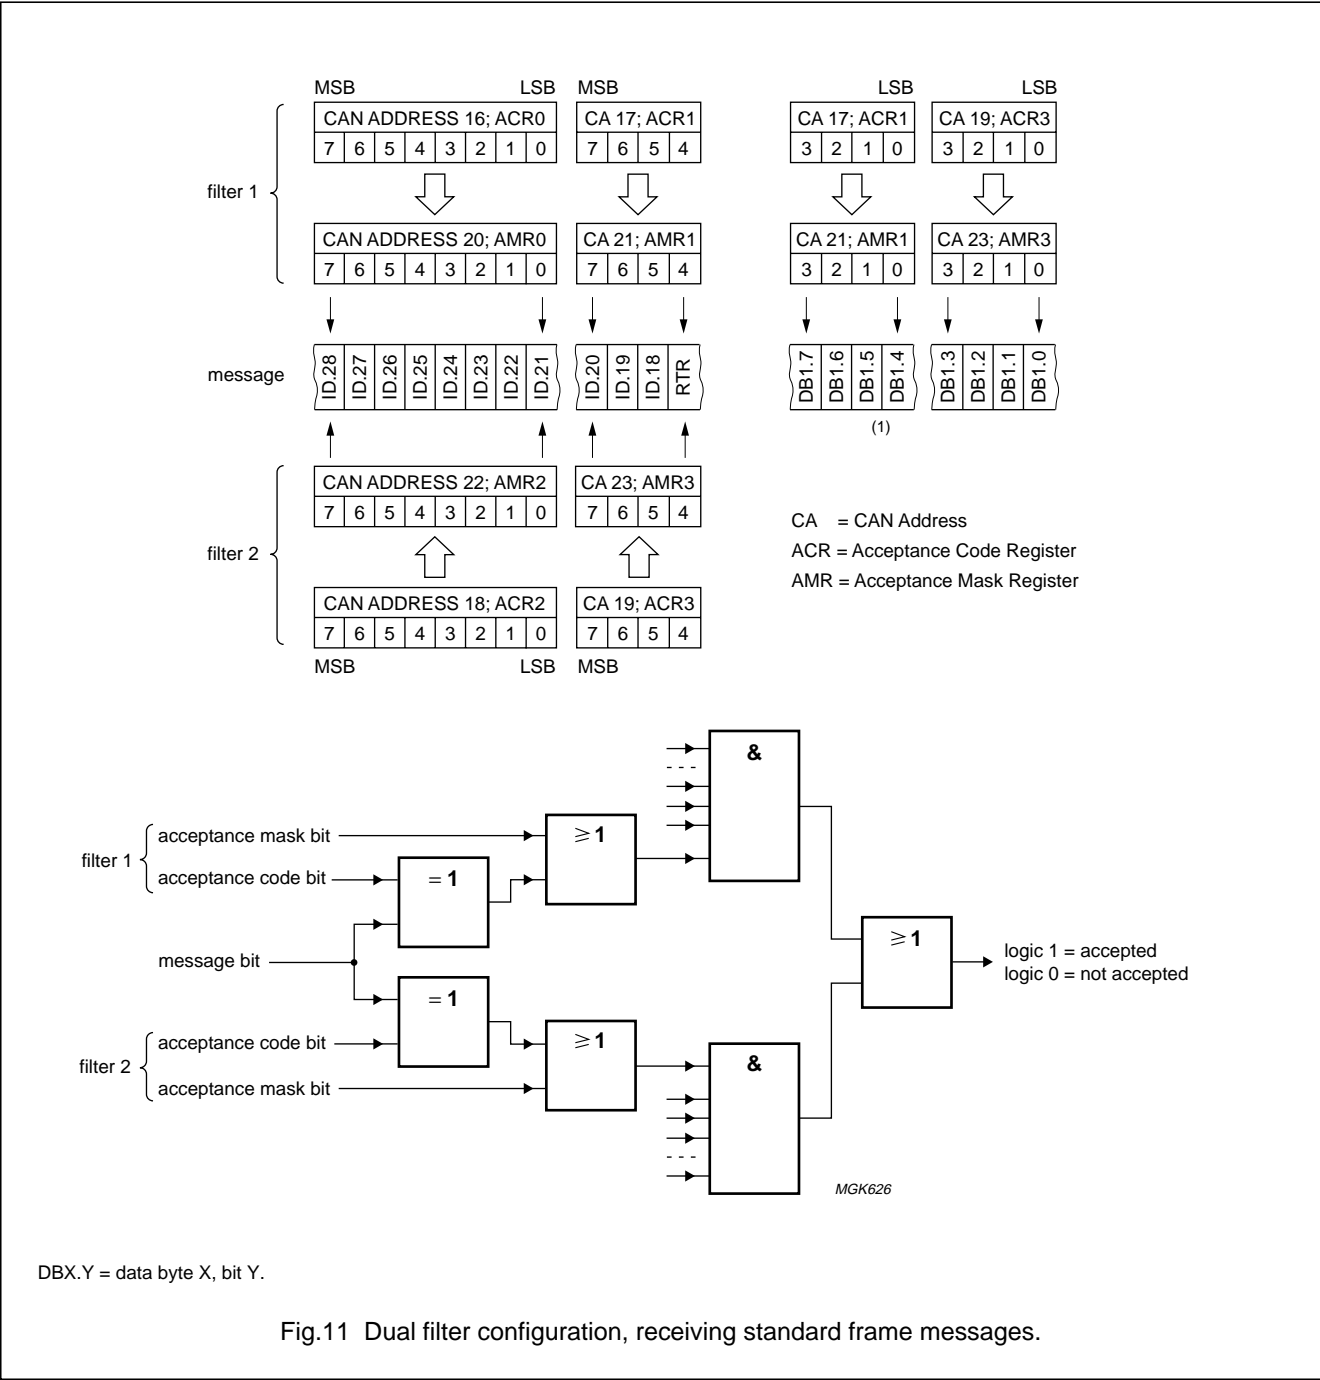 MSB LSB MSB LSB LSB
CAN ADDRESS 16; ACR0 CA 17; ACR1 CA 17; ACR1 CA 19; ACR3
7 6 5 4 3 2 1 0 7 6 5 4 3 2 1 0 3 2 1 0
filter 1
CAN ADDRESS 20; AMR0 CA 21; AMR1 CA 21; AMR1 CA 23; AMR3
7 6 5 4 3 2 1 0 7 6 5 4 3 2 1 0 3 2 1 0
message
ID.28 ID.27 ID.26 ID.25 ID.24 ID.23 ID.22 ID.21 ID.20 ID.19 ID.18 RTR DB1.7 DB1.6 DB1.5 DB1.4 DB1.3 DB1.2 DB1.1 DB1.0
(1)
CAN ADDRESS 22; AMR2 CA 23; AMR3
7 6 5 4 3 2 1 0 7 6 5 4
filter 2
CAN ADDRESS 18; ACR2 CA 19; ACR3
7 6 5 4 3 2 1 0 7 6 5 4
MSB LSB MSB
CA = CAN Address
ACR = Acceptance Code Register
AMR = Acceptance Mask Register
&
filter 1
acceptance mask bit
≥ 1
acceptance code bit
= 1
message bit
≥ 1
logic 1 = accepted
logic 0 = not accepted
= 1
filter 2
acceptance code bit
≥ 1
acceptance mask bit
&
MGK626
DBX.Y = data byte X, bit Y.
Fig.11 Dual filter configuration, receiving standard frame messages.